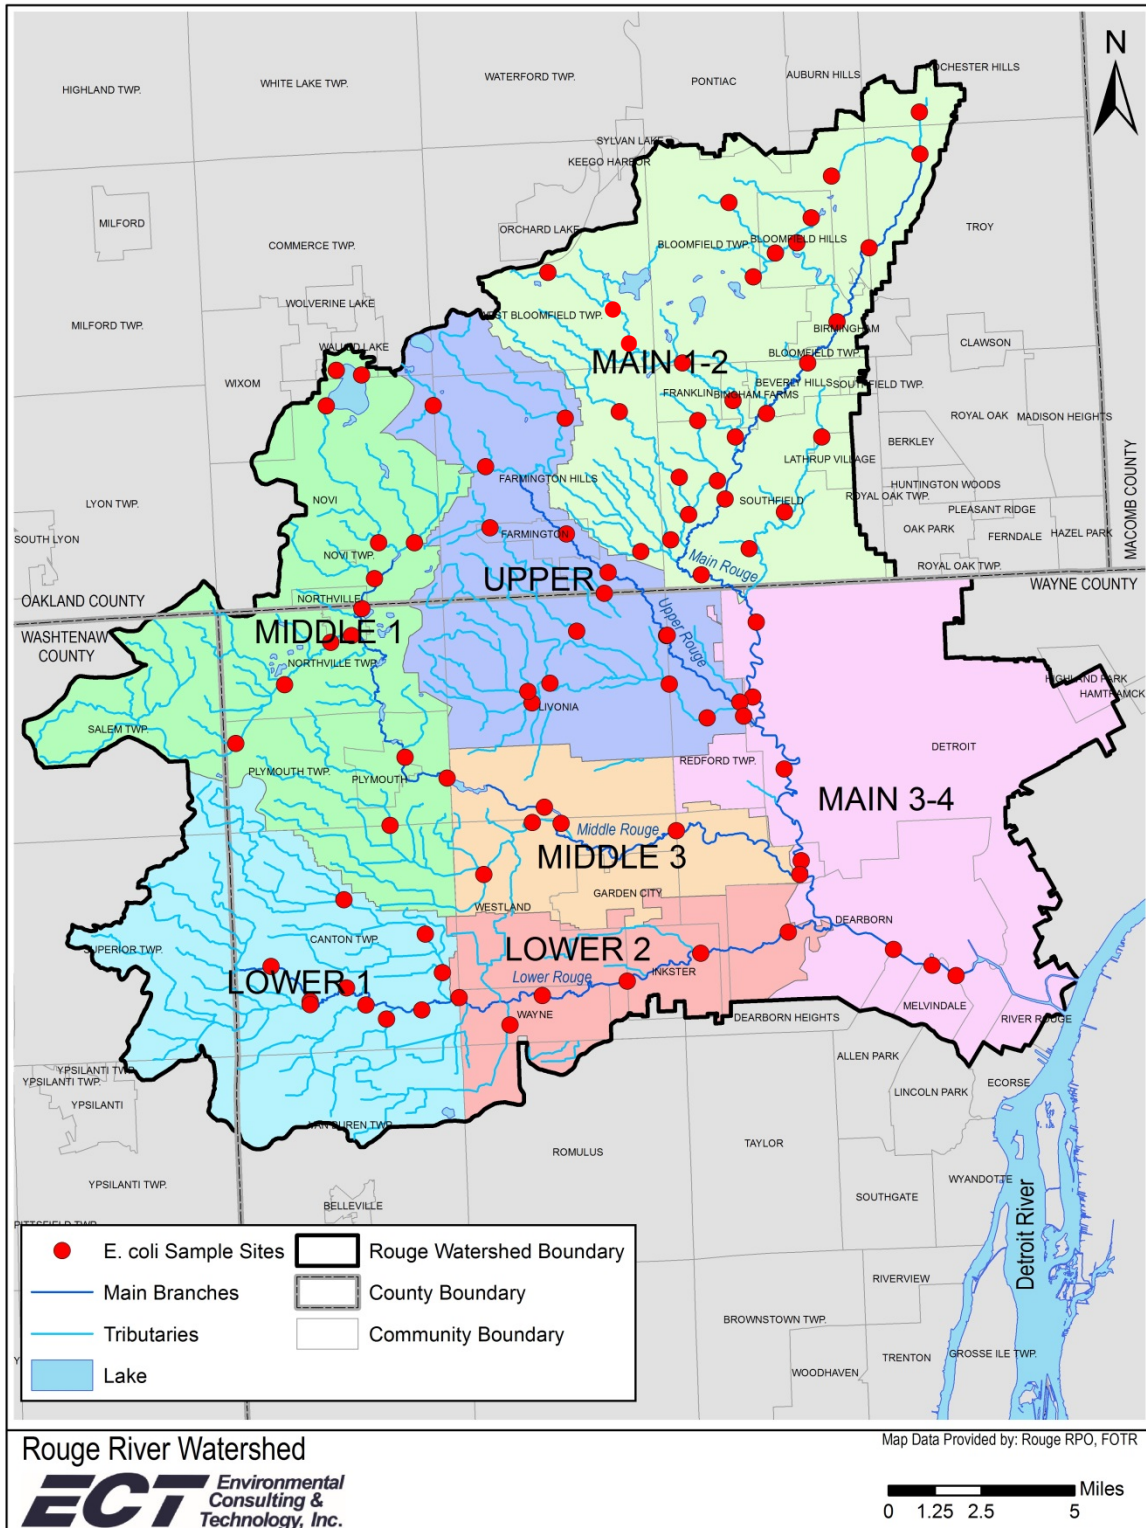 N
ROCHESTER HILLS
AUBURN HILLS
WATERFORD TWP.
PONTIAC
WHITE LAKE TWP.
HIGHLAND TWP.
SYLVAN LAKE
KEEGO HARBOR
MILFORD
ORCHARD LAKE
TROY
COMMERCE TWP.
BLOOMFIELD TWP.
BLOOMFIELD HILLS
WOLVERINE LAKE
WEST BLOOMFIELD TWP.
MILFORD TWP.
BIRMINGHAM
CLAWSON
WALLED LAKE
BLOOMFIELD TWP.
MAIN 1-2
WIXOM
BEVERLY HILLS
SOUTHFIELD TWP.
FRANKLIN
BINGHAM FARMS
ROYAL OAK
MADISON HEIGHTS
BERKLEY
LATHRUP VILLAGE
FARMINGTON HILLS
HUNTINGTON WOODS
NOVI
SOUTHFIELD
ROYAL OAK TWP.
LYON TWP.
PLEASANT RIDGE
OAK PARK
FERNDALE
HAZEL PARK
MACOMB COUNTY
SOUTH LYON
FARMINGTON
NOVI TWP.
Main Rouge
ROYAL OAK TWP.
UPPER
WAYNE COUNTY
OAKLAND COUNTY
NORTHVILLE
WASHTENAW
COUNTY
MIDDLE 1
Upper Rouge
NORTHVILLE TWP.
HIGHLAND PARK
HAMTRAMCK
LIVONIA
SALEM TWP.
DETROIT
REDFORD TWP.
PLYMOUTH TWP.
PLYMOUTH
MAIN 3-4
Middle Rouge
MIDDLE 3
GARDEN CITY
WESTLAND
DEARBORN
CANTON TWP.
SUPERIOR TWP.
LOWER 2
LOWER 1
Lower Rouge
INKSTER
MELVINDALE
WAYNE
DEARBORN HEIGHTS
RIVER ROUGE
ALLEN PARK
YPSILANTI TWP.
YPSILANTI TWP.
ECORSE
LINCOLN PARK
YPSILANTI
VAN BUREN TWP.
TAYLOR
ROMULUS
WYANDOTTE
YPSILANTI TWP.
SOUTHGATE
BELLEVILLE
PITTSFIELD TWP.
Detroit River
RIVERVIEW
BROWNSTOWN TWP.
GROSSE ILE TWP.
TRENTON
WOODHAVEN
E. coli Sample Sites
Rouge Watershed Boundary
Main Branches
County Boundary
Tributaries
Community Boundary
Lake
Rouge River Watershed
Map Data Provided by: Rouge RPO, FOTR
ECT Environmental
Consulting &
Technology, Inc.
Miles
0 1.25 2.5 5